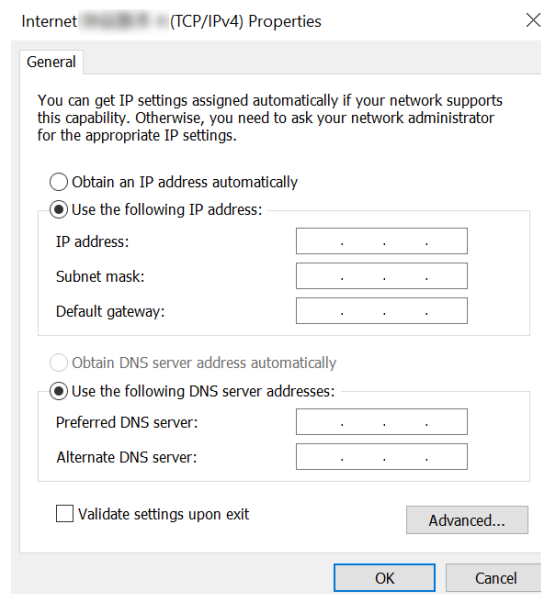 Internet (TCP/IPv4) Properties
General
You can get IP settings assigned automatically if your network supports
this capability. Otherwise, you need to ask your network administrator
for the appropriate IP settings.
Obtain an IP address automatically
Use the following IP address:
IP address:
Subnet mask:
Default gateway:
Obtain DNS server address automatically
Use the following DNS server addresses:
Preferred DNS server:
Alternate DNS server:
Validate settings upon exit
Advanced...
OK
Cancel